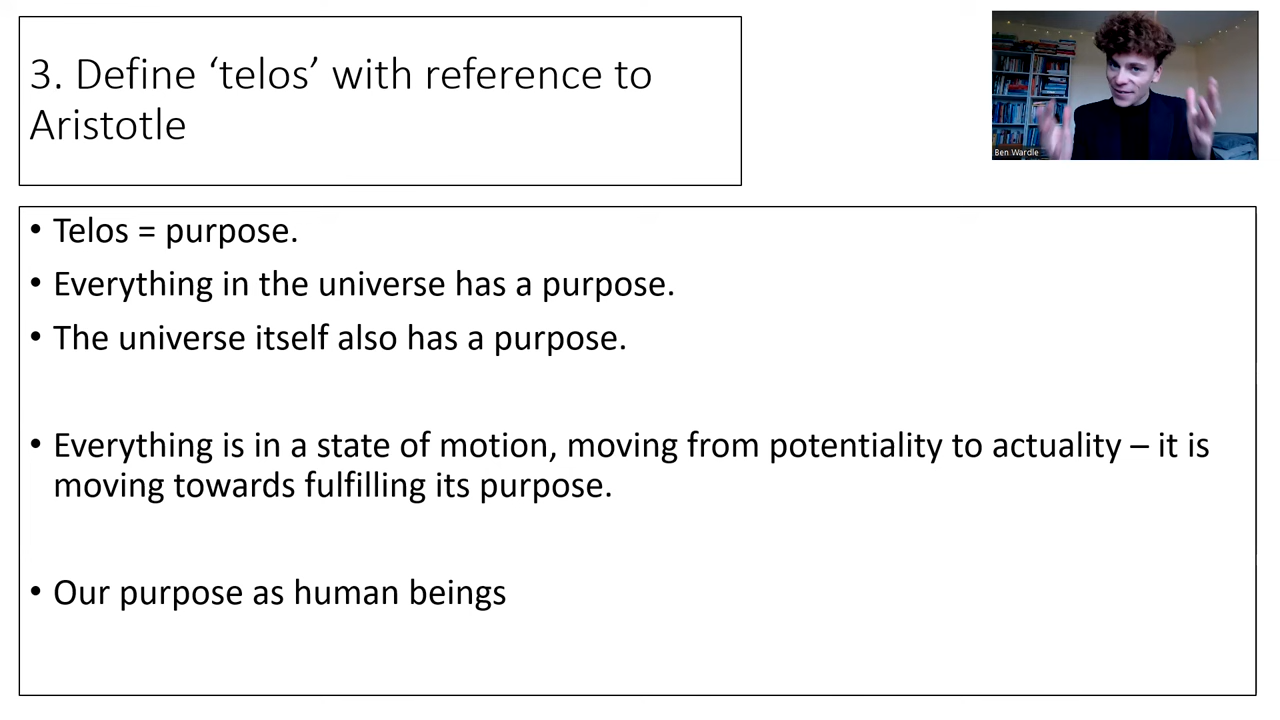 3. Define ‘telos’ with reference to
Aristotle
Ben Wardle
• Telos = purpose.
• Everything in the universe has a purpose.
• The universe itself also has a purpose.
• Everything is in a state of motion, moving from potentiality to actuality – it is
moving towards fulfilling its purpose.
• Our purpose as human beings